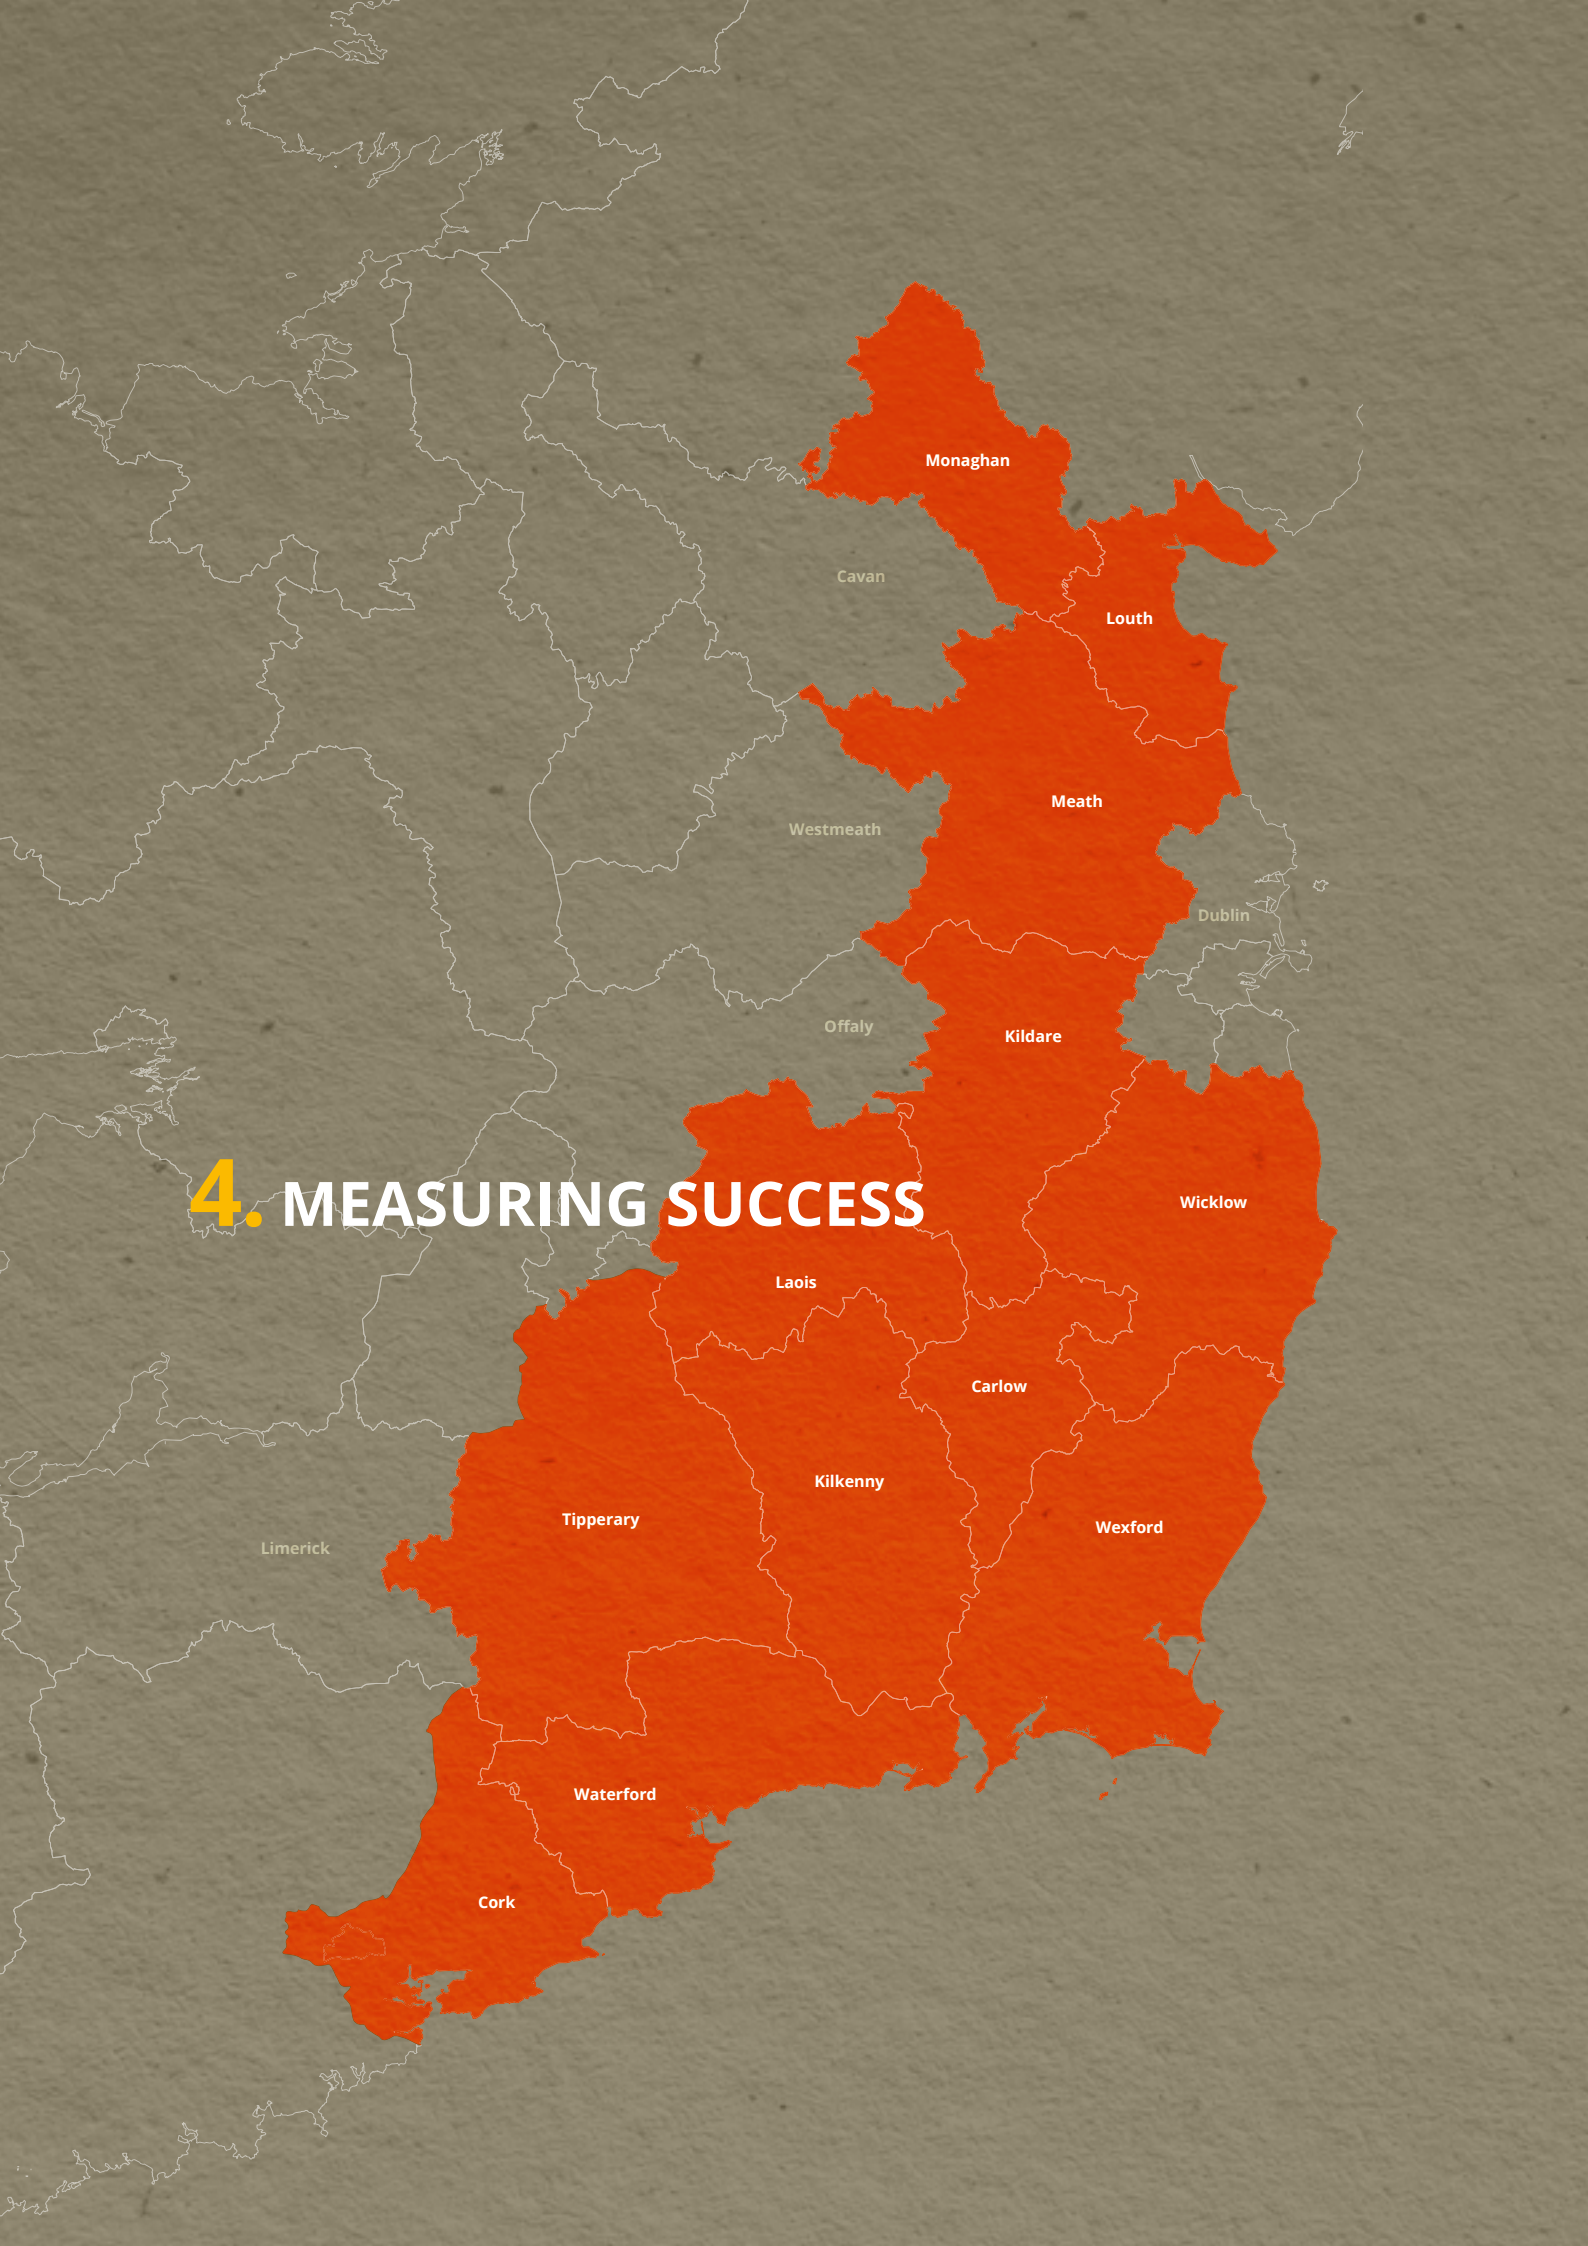 Monaghan
Cavan
Louth
Meath
Westmeath
Dublin
Offaly
Kildare
4. MEASURING SUCCESS
Wicklow
Laois
Carlow
Kilkenny
Tipperary
Wexford
Limerick
Waterford
Cork